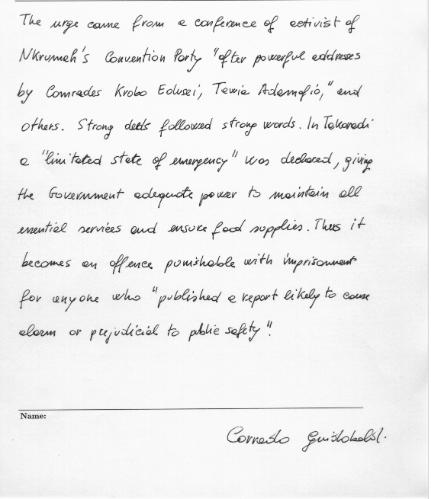 The urge came from a conference of activist of
Nkrumah's Convention Party "after powerful addresses
by Comrades Krobo Edusei, Tawia Adamafio," and
others. Strong deeds followed strong words. In Takoradi
a "limitated state of emergency" was declared, giving
the Government adequate power to maintain all
essential services and ensure food supplies. Thus it
becomes an offence punishable with imprisonment
for anyone who "published a report likely to cause
alarm or prejudicial to public safety".
Name: